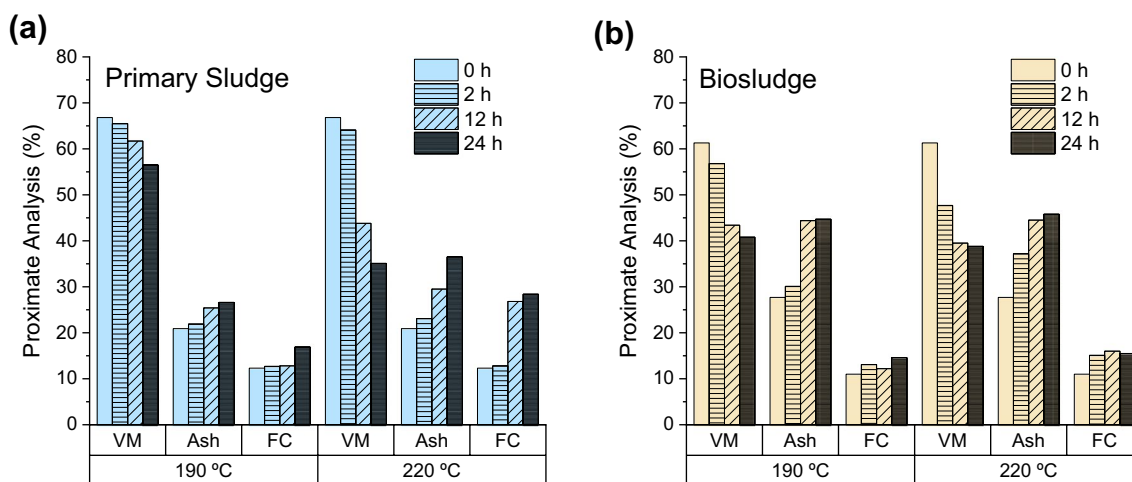 (a)
Primary Sludge
0 h
2 h
12 h
24 h
Proximate Analysis (%)
80
70
60
50
40
30
20
10
0
VM Ash FC VM Ash FC
190 ºC 220 ºC
(b)
Biosludge
0 h
2 h
12 h
24 h
Proximate Analysis (%)
80
70
60
50
40
30
20
10
0
VM Ash FC VM Ash FC
190 ºC 220 ºC